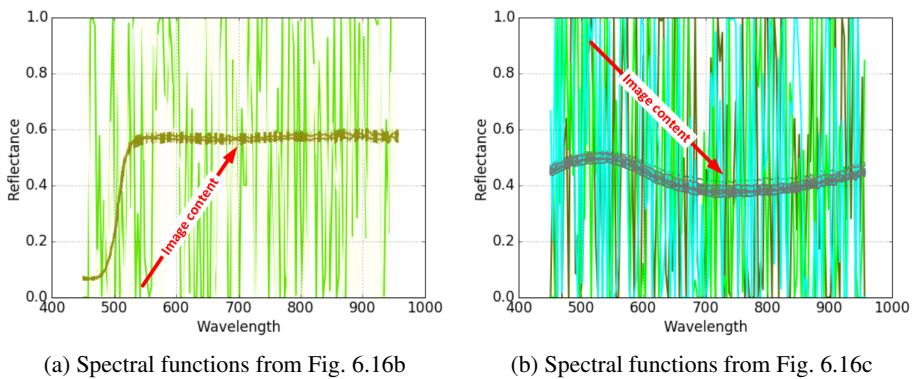 1.0
0.8
0.6
0.4
0.2
0.0
Reflectance
400 500 600 700 800 900 1000
Wavelength
Image content
(a) Spectral functions from Fig. 6.16b
1.0
0.8
0.6
0.4
0.2
0.0
Reflectance
400 500 600 700 800 900 1000
Wavelength
Image content
(b) Spectral functions from Fig. 6.16c